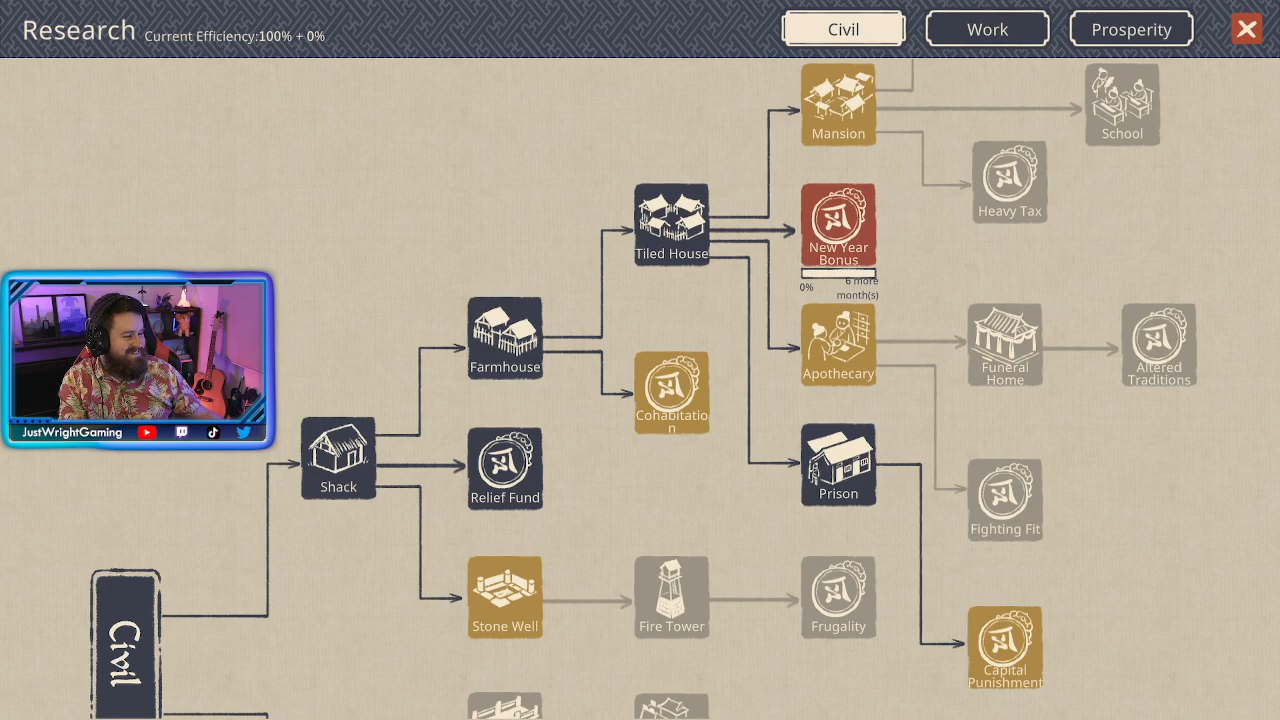 Research Current Efficiency:100% + 0%
Civil
Work
Prosperity
Mansion
School
Heavy Tax
Tiled House
New Year
Bonus
0%
6 more
month(s)
Farmhouse
Cohabitatio
n
Apothecary
Funeral
Home
Altered
Traditions
JustWrightGaming
Shack
Relief Fund
Prison
Fighting Fit
Stone Well
Fire Tower
Frugality
Capital
Punishment
Civil